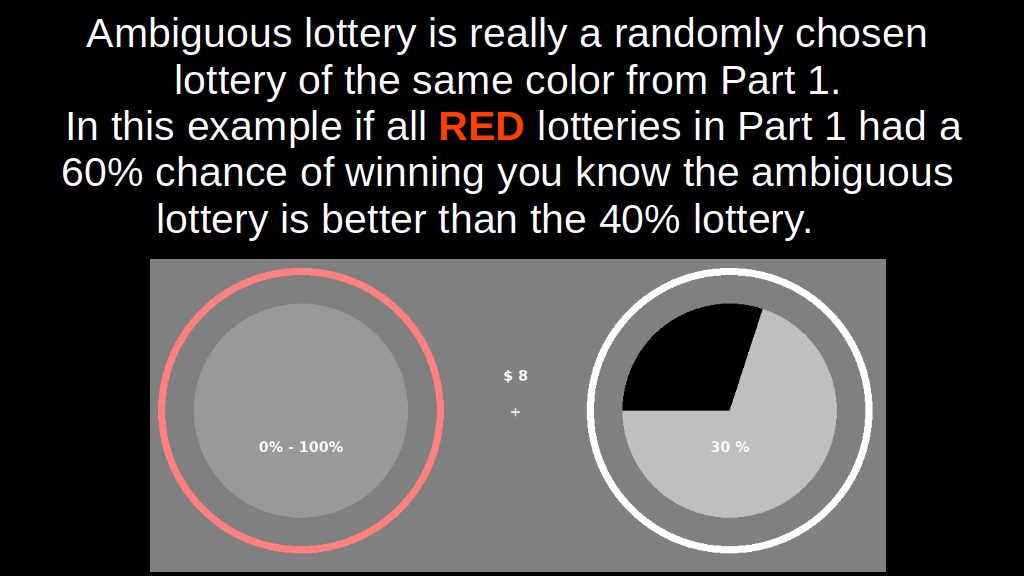 Ambiguous lottery is really a randomly chosen
lottery of the same color from Part 1.
In this example if all RED lotteries in Part 1 had a
60% chance of winning you know the ambiguous
lottery is better than the 40% lottery.
$ 8
+
0% - 100%
30 %